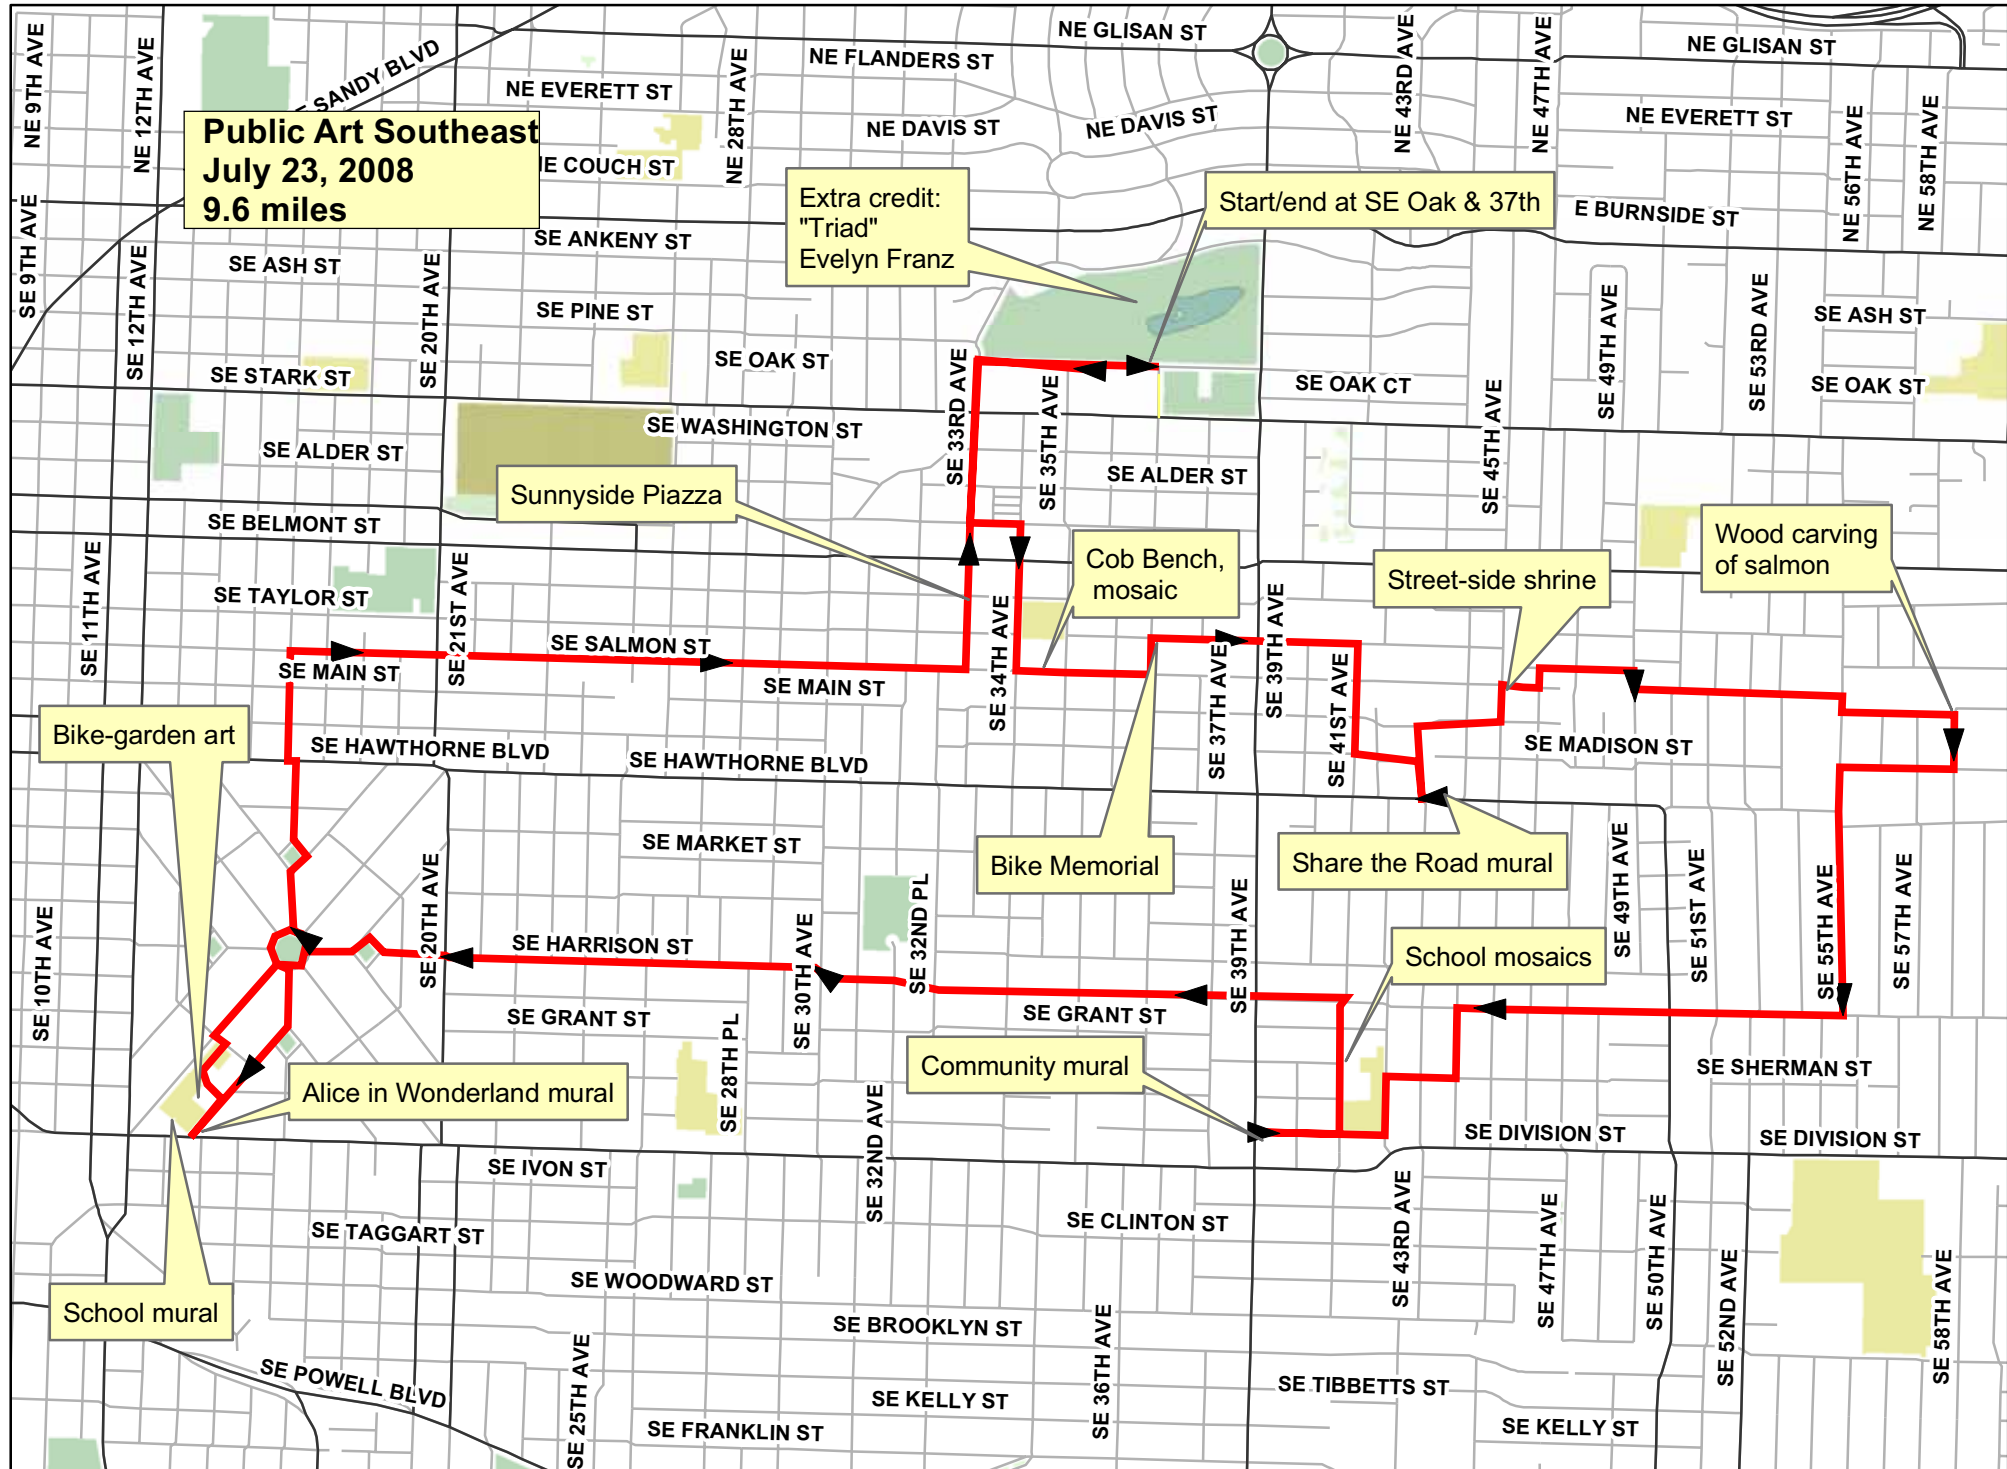 NE GLISAN ST
NE GLISAN ST
NE 9TH AVE
NE 12TH AVE
SANDY BLVD
NE FLANDERS ST
NE 43RD AVE
NE 47TH AVE
NE EVERETT ST
NE 28TH AVE
NE DAVIS ST
NE DAVIS ST
NE EVERETT ST
NE 56TH AVE
NE 58TH AVE
Public Art Southeast
July 23, 2008
9.6 miles
NE COUCH ST
Extra credit:
"Triad"
Evelyn Franz
Start/end at SE Oak & 37th
E BURNSIDE ST
SE 9TH AVE
SE 12TH AVE
SE ASH ST
SE 20TH AVE
SE ANKENY ST
SE PINE ST
SE 49TH AVE
SE 53RD AVE
SE ASH ST
SE STARK ST
SE OAK ST
SE 33RD AVE
SE 35TH AVE
SE OAK CT
SE 45TH AVE
SE OAK ST
SE WASHINGTON ST
SE ALDER ST
SE ALDER ST
Sunnyside Piazza
SE BELMONT ST
Cob Bench,
mosaic
Street-side shrine
Wood carving
of salmon
SE 11TH AVE
SE TAYLOR ST
SE 21ST AVE
SE SALMON ST
SE MAIN ST
SE MAIN ST
SE 34TH AVE
SE 37TH AVE
SE 39TH AVE
SE 41ST AVE
Bike-garden art
SE HAWTHORNE BLVD
SE HAWTHORNE BLVD
SE MADISON ST
SE MARKET ST
Bike Memorial
Share the Road mural
SE 49TH AVE
SE 51ST AVE
SE 55TH AVE
SE 57TH AVE
SE 10TH AVE
SE 20TH AVE
SE HARRISON ST
SE 30TH AVE
SE 32ND PL
SE 39TH AVE
School mosaics
SE GRANT ST
SE GRANT ST
SE 28TH PL
Community mural
SE SHERMAN ST
Alice in Wonderland mural
SE 32ND AVE
SE DIVISION ST
SE DIVISION ST
SE IVON ST
SE TAGGART ST
SE CLINTON ST
SE 43RD AVE
SE 47TH AVE
SE 50TH AVE
SE 52ND AVE
SE 58TH AVE
School mural
SE WOODWARD ST
SE BROOKLYN ST
SE POWELL BLVD
SE 25TH AVE
SE 36TH AVE
SE KELLY ST
SE TIBBETTS ST
SE FRANKLIN ST
SE KELLY ST